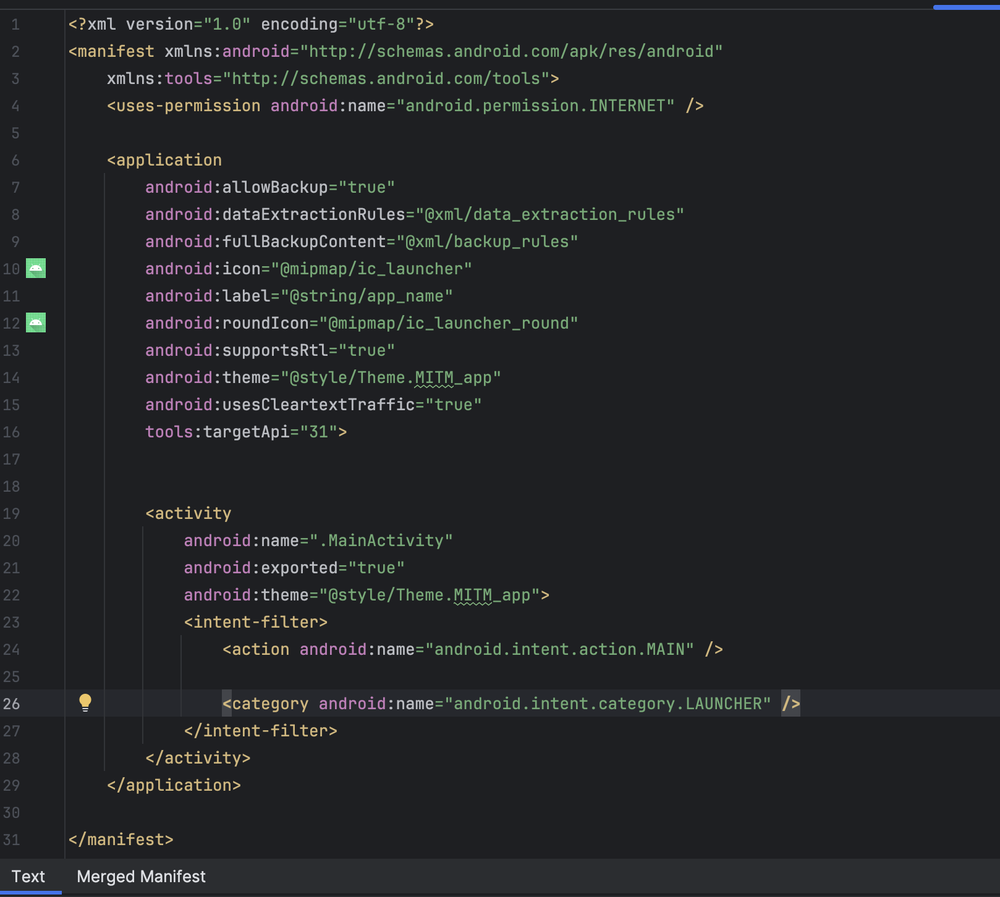 1 <?xml version="1.0" encoding="utf-8"?>
2 <manifest xmlns:android="http://schemas.android.com/apk/res/android"
3     xmlns:tools="http://schemas.android.com/tools">
4     <uses-permission android:name="android.permission.INTERNET" />
5
6     <application
7         android:allowBackup="true"
8         android:dataExtractionRules="@xml/data_extraction_rules"
9         android:fullBackupContent="@xml/backup_rules"
10         android:icon="@mipmap/ic_launcher"
11         android:label="@string/app_name"
12         android:roundIcon="@mipmap/ic_launcher_round"
13         android:supportsRtl="true"
14         android:theme="@style/Theme.MITM_app"
15         android:usesCleartextTraffic="true"
16         tools:targetApi="31">
17
18
19         <activity
20             android:name=".MainActivity"
21             android:exported="true"
22             android:theme="@style/Theme.MITM_app">
23             <intent-filter>
24                 <action android:name="android.intent.action.MAIN" />
25
26                 <category android:name="android.intent.category.LAUNCHER" />
27             </intent-filter>
28         </activity>
29     </application>
30
31 </manifest>
Text Merged Manifest